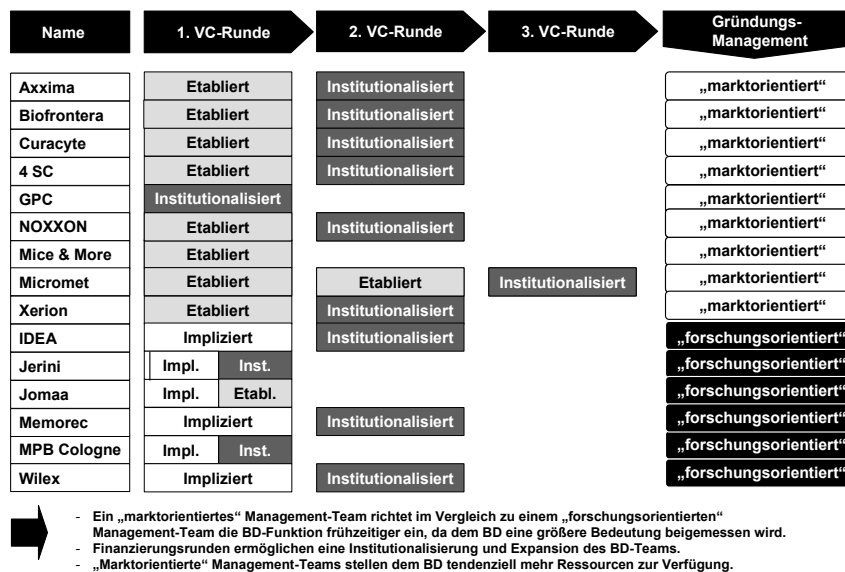 Name 1. VC-Runde 2. VC-Runde 3. VC-Runde Gründungs-
Management
Axxima Etabliert Institutionalisiert „marktorientiert“
Biofrontera Etabliert Institutionalisiert „marktorientiert“
Curacyte Etabliert Institutionalisiert „marktorientiert“
4 SC Etabliert Institutionalisiert „marktorientiert“
GPC Institutionalisiert „marktorientiert“
NOXXON Etabliert Institutionalisiert „marktorientiert“
Mice & More Etabliert „marktorientiert“
Micromet Etabliert Etabliert Institutionalisiert „marktorientiert“
Xerion Etabliert Institutionalisiert „marktorientiert“
IDEA Impliziert Institutionalisiert „forschungsorientiert“
Jerini Impl. Inst. „forschungsorientiert“
Jomaa Impl. Etabl. „forschungsorientiert“
Memorec Impliziert Institutionalisiert „forschungsorientiert“
MPB Cologne Impl. Inst. „forschungsorientiert“
Wilex Impliziert Institutionalisiert „forschungsorientiert“
- Ein „marktorientiertes“ Management-Team richtet im Vergleich zu einem „forschungsorientierten“
Management-Team die BD-Funktion frühzeitiger ein, da dem BD eine größere Bedeutung beigemessen wird.
- Finanzierungsrunden ermöglichen eine Institutionalisierung und Expansion des BD-Teams.
- „Marktorientierte“ Management-Teams stellen dem BD tendenziell mehr Ressourcen zur Verfügung.